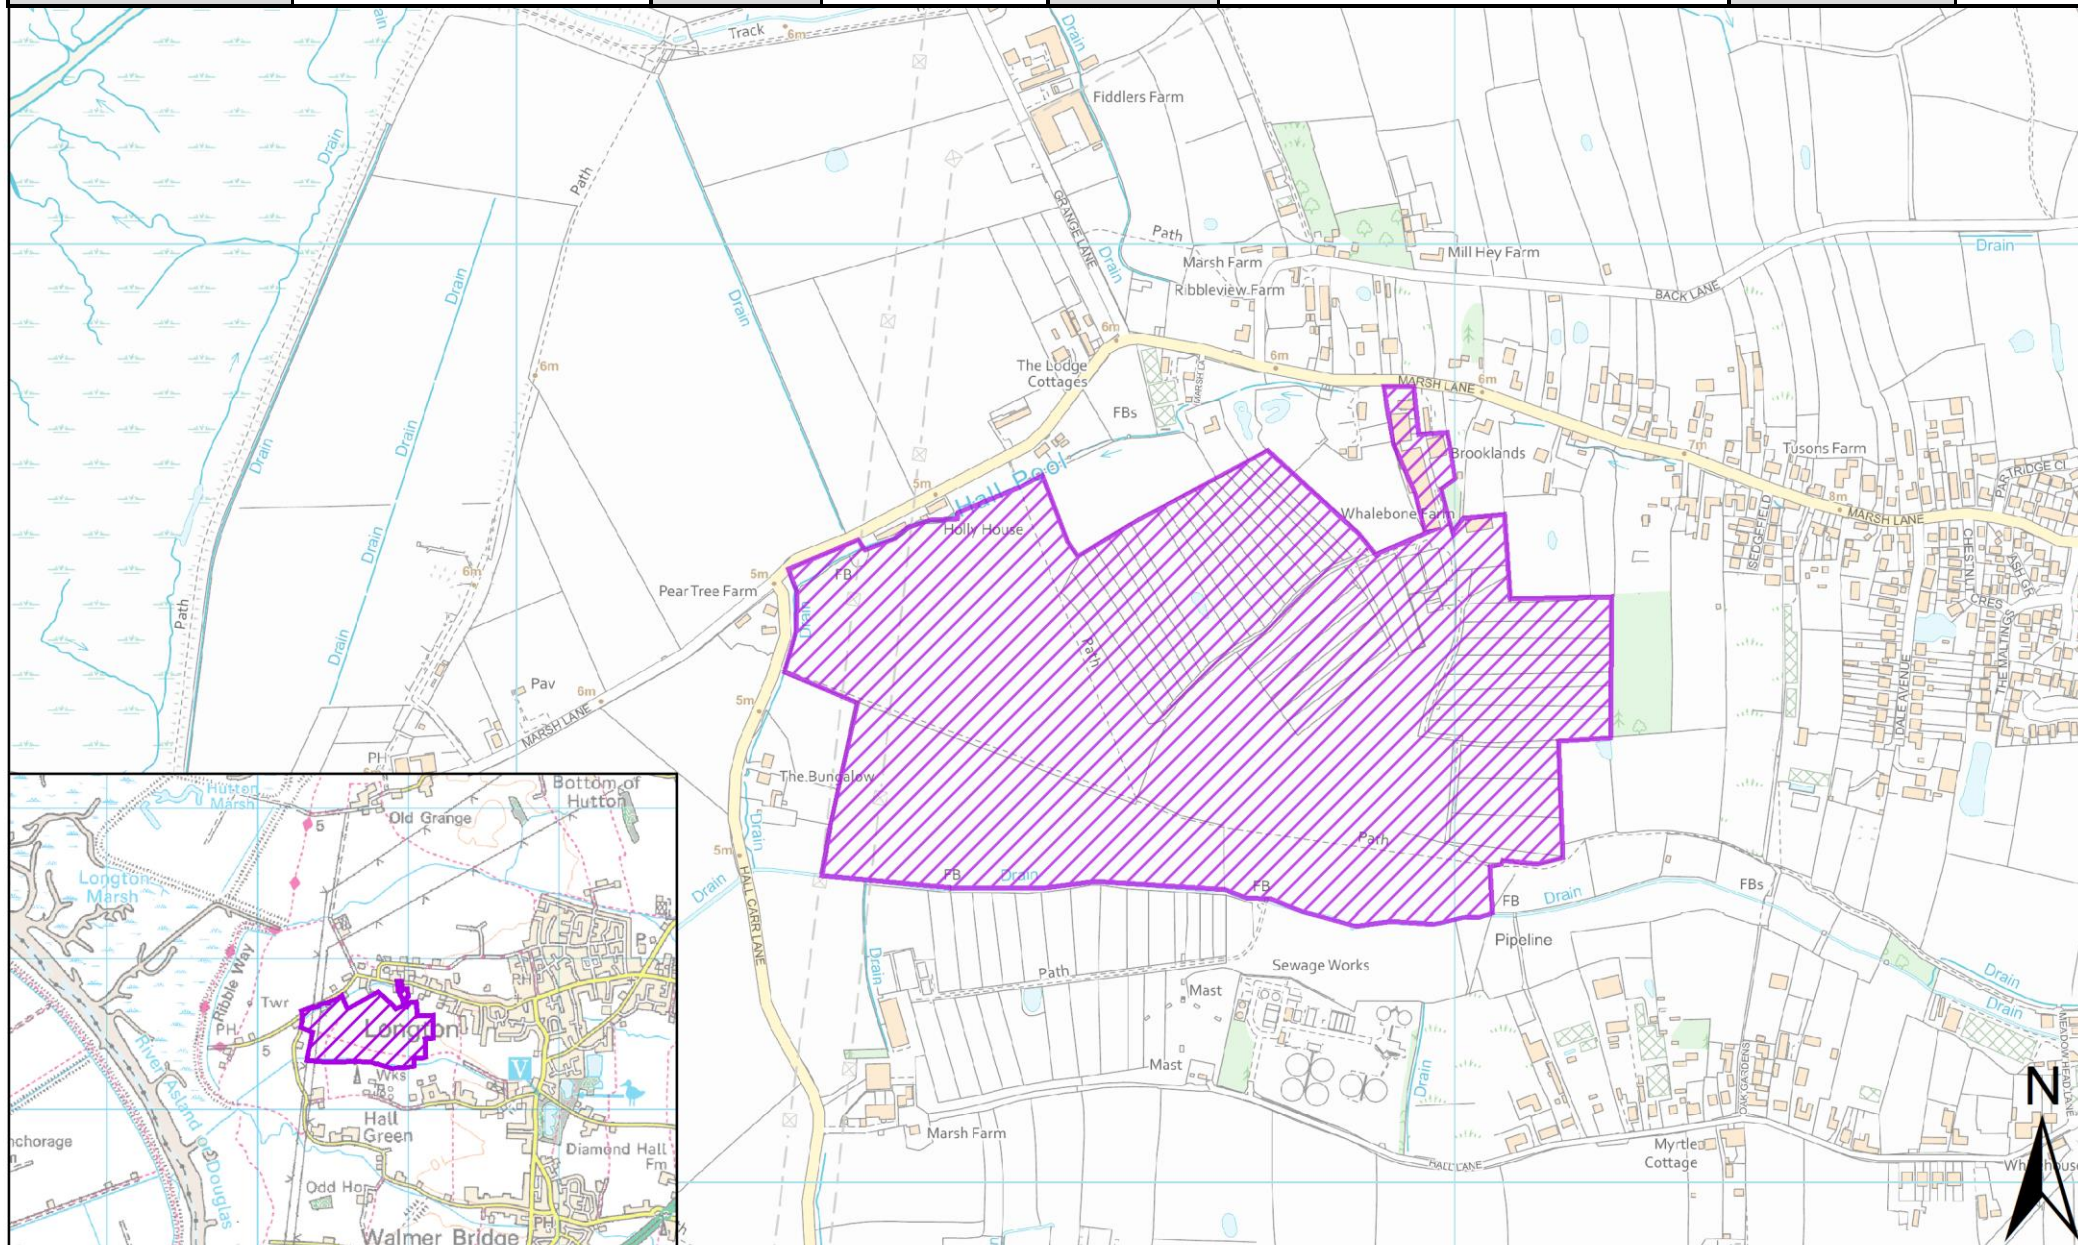 Track
6m
Drain
ain
Fiddlers Farm
Drain
Path
Path
GRANGE LANE
Path
Drain
Marsh Farm
Mill Hey Farm
Drain
Ribbleview Farm
BACK LANE
Drain
Drain
6m
6m
6m
The Lodge
Cottages
MARSH LA
MARSH LANE
6m
FBs
Drain
Drain
Brooklands
7m
Tusons Farm
PARTRIDGE CL
Hall Pool
5m
8m
MARSH LANE
Holly House
Whalebone Farm
SEDGEFIELD
CHESTNUT
CRES
ASH GR
Drain
5m
FB
6m
Pear Tree Farm
Drain
Path
Drain
Path
THE MALTINGS
DALE AVENUE
Pav
6m
5m
MARSH LANE
PH
The Bungalow
Drain
Path
5m
FB
Drain
FB
FB
Drain
FBs
Drain
HALL CARR LANE
Pipeline
Drain
Path
Sewage Works
Mast
Drain
Drain
Mast
Drain
OAK GARDENS
MEADOW HEAD LANE
N
Marsh Farm
HALL LANE
Myrtle
Cottage
Hutton
Marsh
5
Old Grange
Bottom of
Hutton
Longton
Marsh
P
Ribble Way
Twr
PH
PH
5
Longton
Wks
V
River Asland or Douglas
Hall
Green
nchorage
Diamond Hall
Fm
Odd Ho
PH
Walmer Bridge